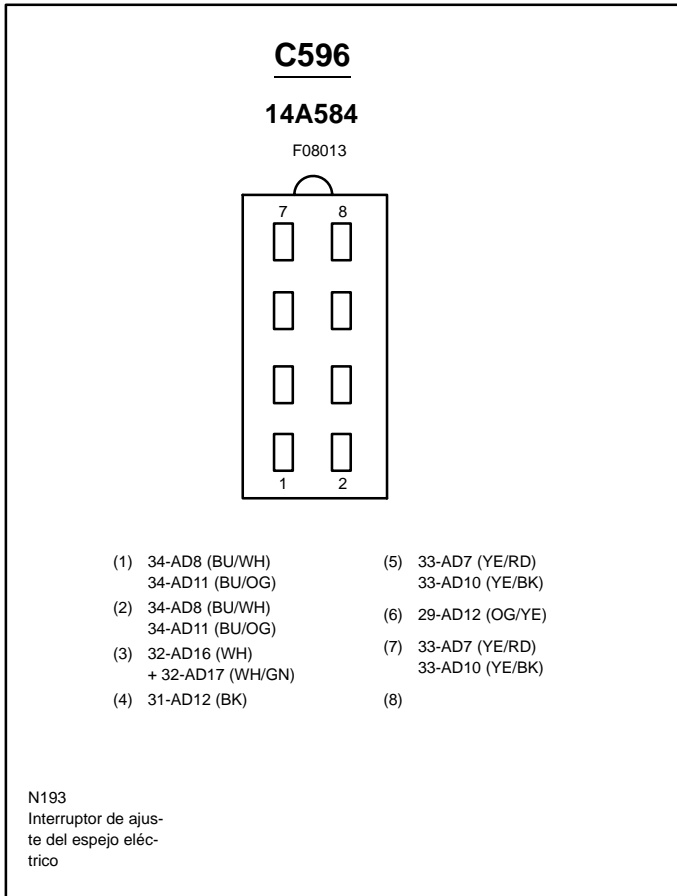 C596
14A584
F08013
7 8
1 2
(1) 34-AD8 (BU/WH)
34-AD11 (BU/OG)
(2) 34-AD8 (BU/WH)
34-AD11 (BU/OG)
(3) 32-AD16 (WH)
+ 32-AD17 (WH/GN)
(4) 31-AD12 (BK)
(5) 33-AD7 (YE/RD)
33-AD10 (YE/BK)
(6) 29-AD12 (OG/YE)
(7) 33-AD7 (YE/RD)
33-AD10 (YE/BK)
(8)
N193
Interruptor de ajus-
te del espejo eléc-
trico